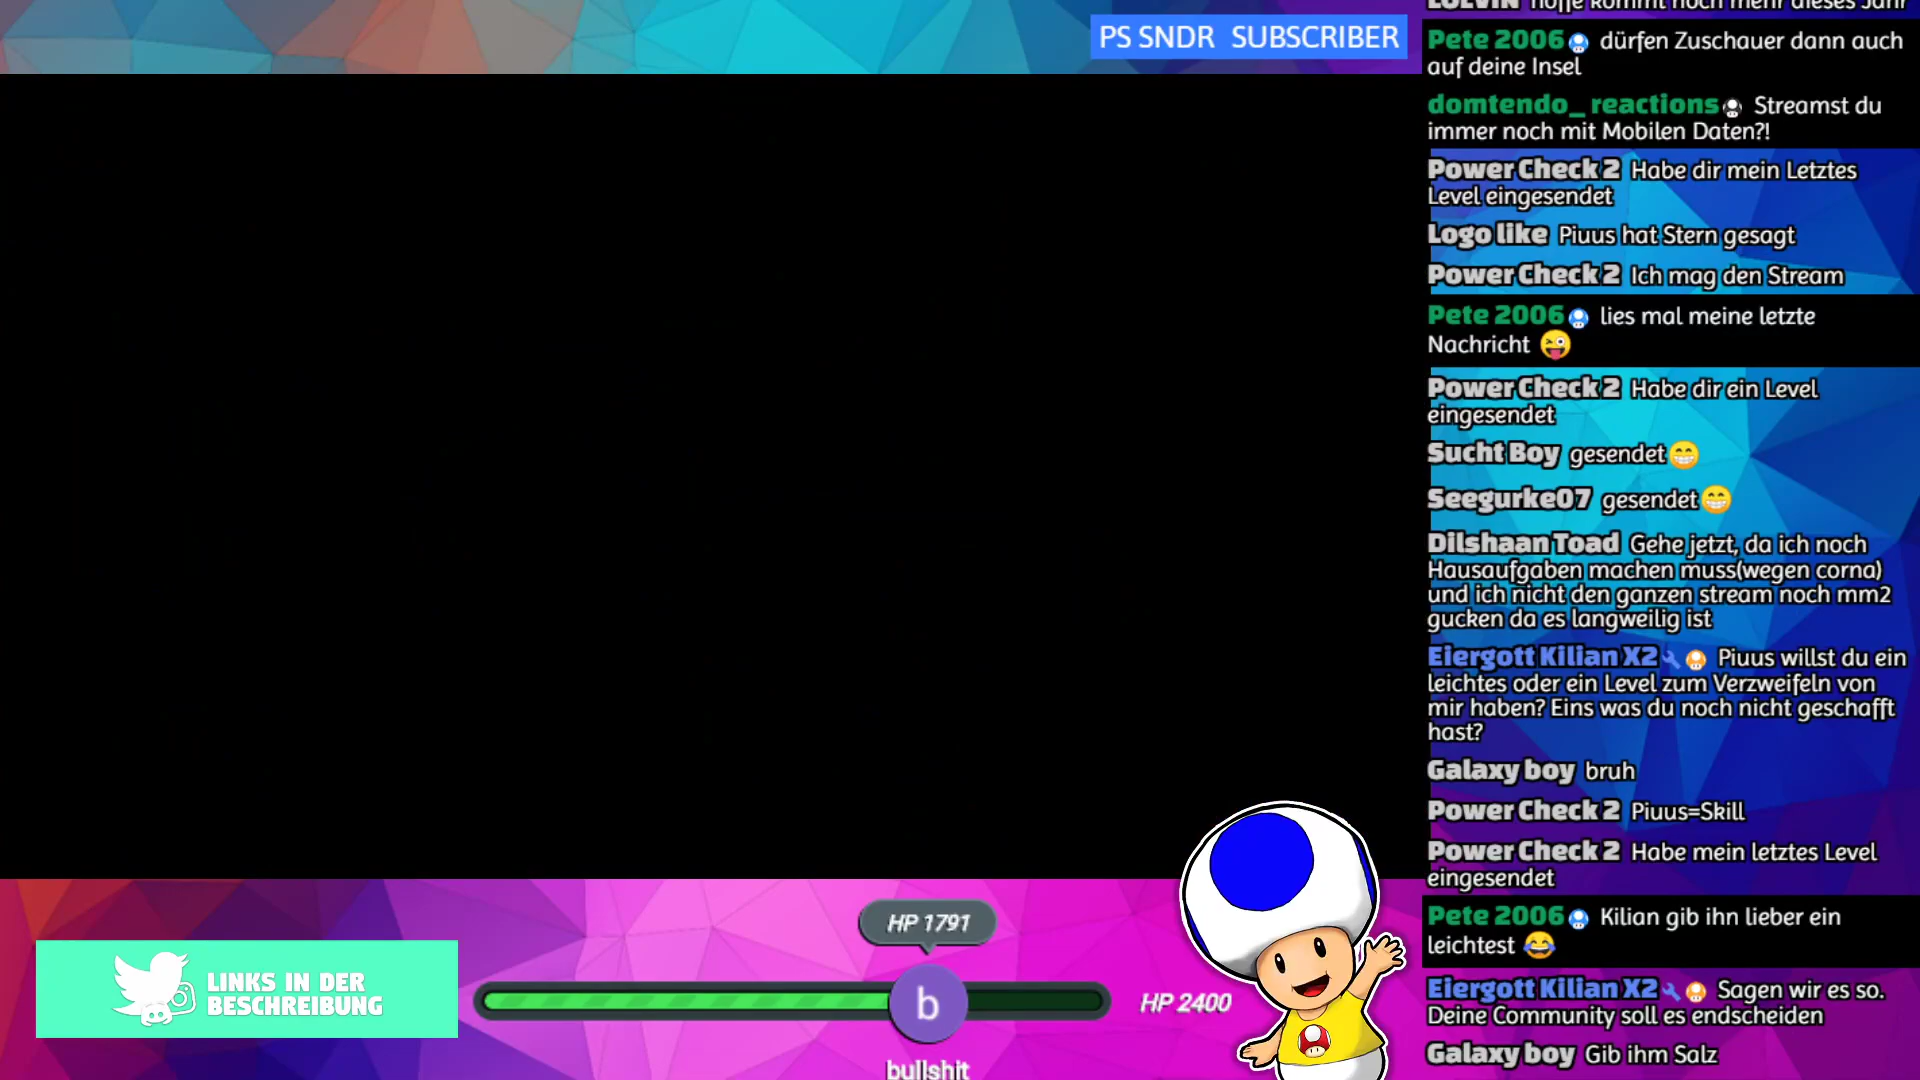 PS SNDR SUBSCRIBER
LOLVIN hoffe kommt noch mehr dieses Jahr
Pete 2006 dürfen Zuschauer dann auch
auf deine Insel
domtendo_reactions Streamst du
immer noch mit Mobilen Daten?!
Power Check 2 Habe dir mein Letztes
Level eingesendet
Logo like Piuus hat Stern gesagt
Power Check 2 Ich mag den Stream
Pete 2006 lies mal meine letzte
Nachricht 😜
Power Check 2 Habe dir ein Level
eingesendet
Sucht Boy gesendet😁
Seegurke07 gesendet😁
Dilshaan Toad Gehe jetzt, da ich noch
Hausaufgaben machen muss(wegen corna)
und ich nicht den ganzen stream noch mm2
gucken da es langweilig ist
Eiergott Kilian X2 Piuus willst du ein
leichtes oder ein Level zum Verzweifeln von
mir haben? Eins was du noch nicht geschafft
hast?
Galaxy boy bruh
Power Check 2 Piuus=Skill
Power Check 2 Habe mein letztes Level
eingesendet
Pete 2006 Kilian gib ihn lieber ein
leichtest 😂
Eiergott Kilian X2 Sagen wir es so.
Deine Community soll es endscheiden
Galaxy boy Gib ihm Salz
LINKS IN DER
BESCHREIBUNG
HP 1791
b
HP 2400
bullshit